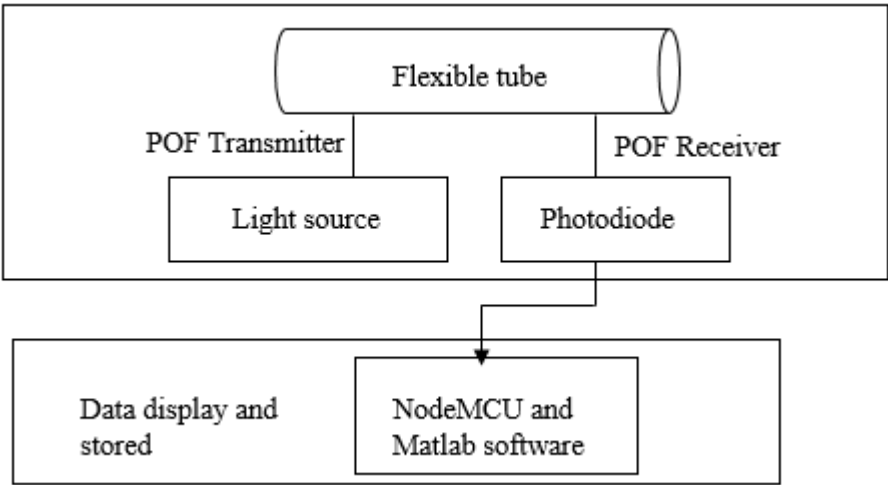 Flexible tube
POF Transmitter
POF Receiver
Light source
Photodiode
Data display and
stored
NodeMCU and
Matlab software